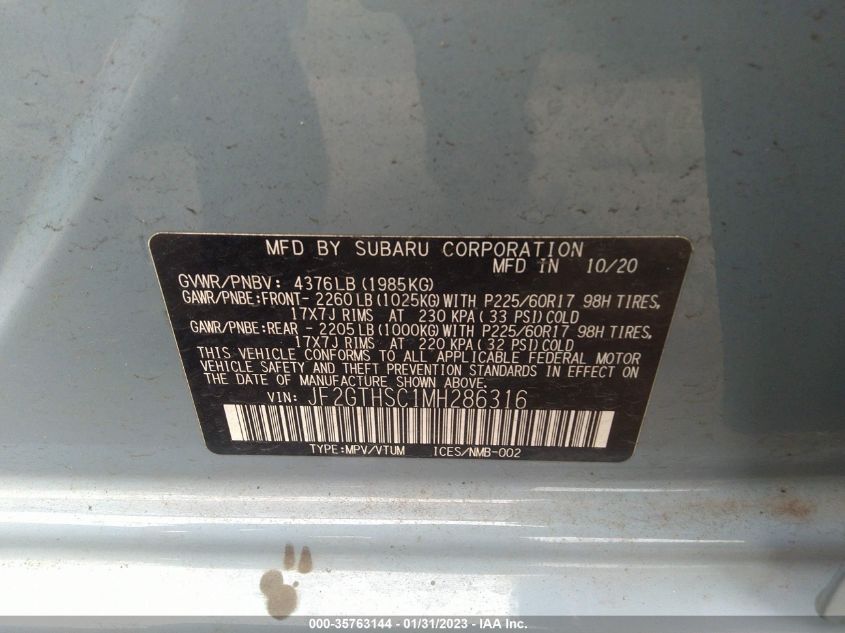 MFD BY SUBARU CORPORATION
MFD IN 10/20
GVWR/PNBV: 4376LB(1985KG)
GAWR/PNBE:FRONT- 2260LB(1025KG)WITH P225/60R17 98H TIRES,
17X7J RIMS AT 230 KPA(33 PSI)COLD
GAWR/PNBE:REAR - 2205LB(1000KG)WITH P225/60R17 98H TIRES,
17X7J RIMS AT 220 KPA(32 PSI)COLD
THIS VEHICLE CONFORMS TO ALL APPLICABLE FEDERAL MOTOR
VEHICLE SAFETY AND THEFT PREVENTION STANDARDS IN EFFECT ON
THE DATE OF MANUFACTURE SHOWN ABOVE.
VIN: JF2GTHSC1MH286316
TYPE:MPV/VTUM ICES/NMB-002
000-35763144 - 01/31/2023 - IAA Inc.